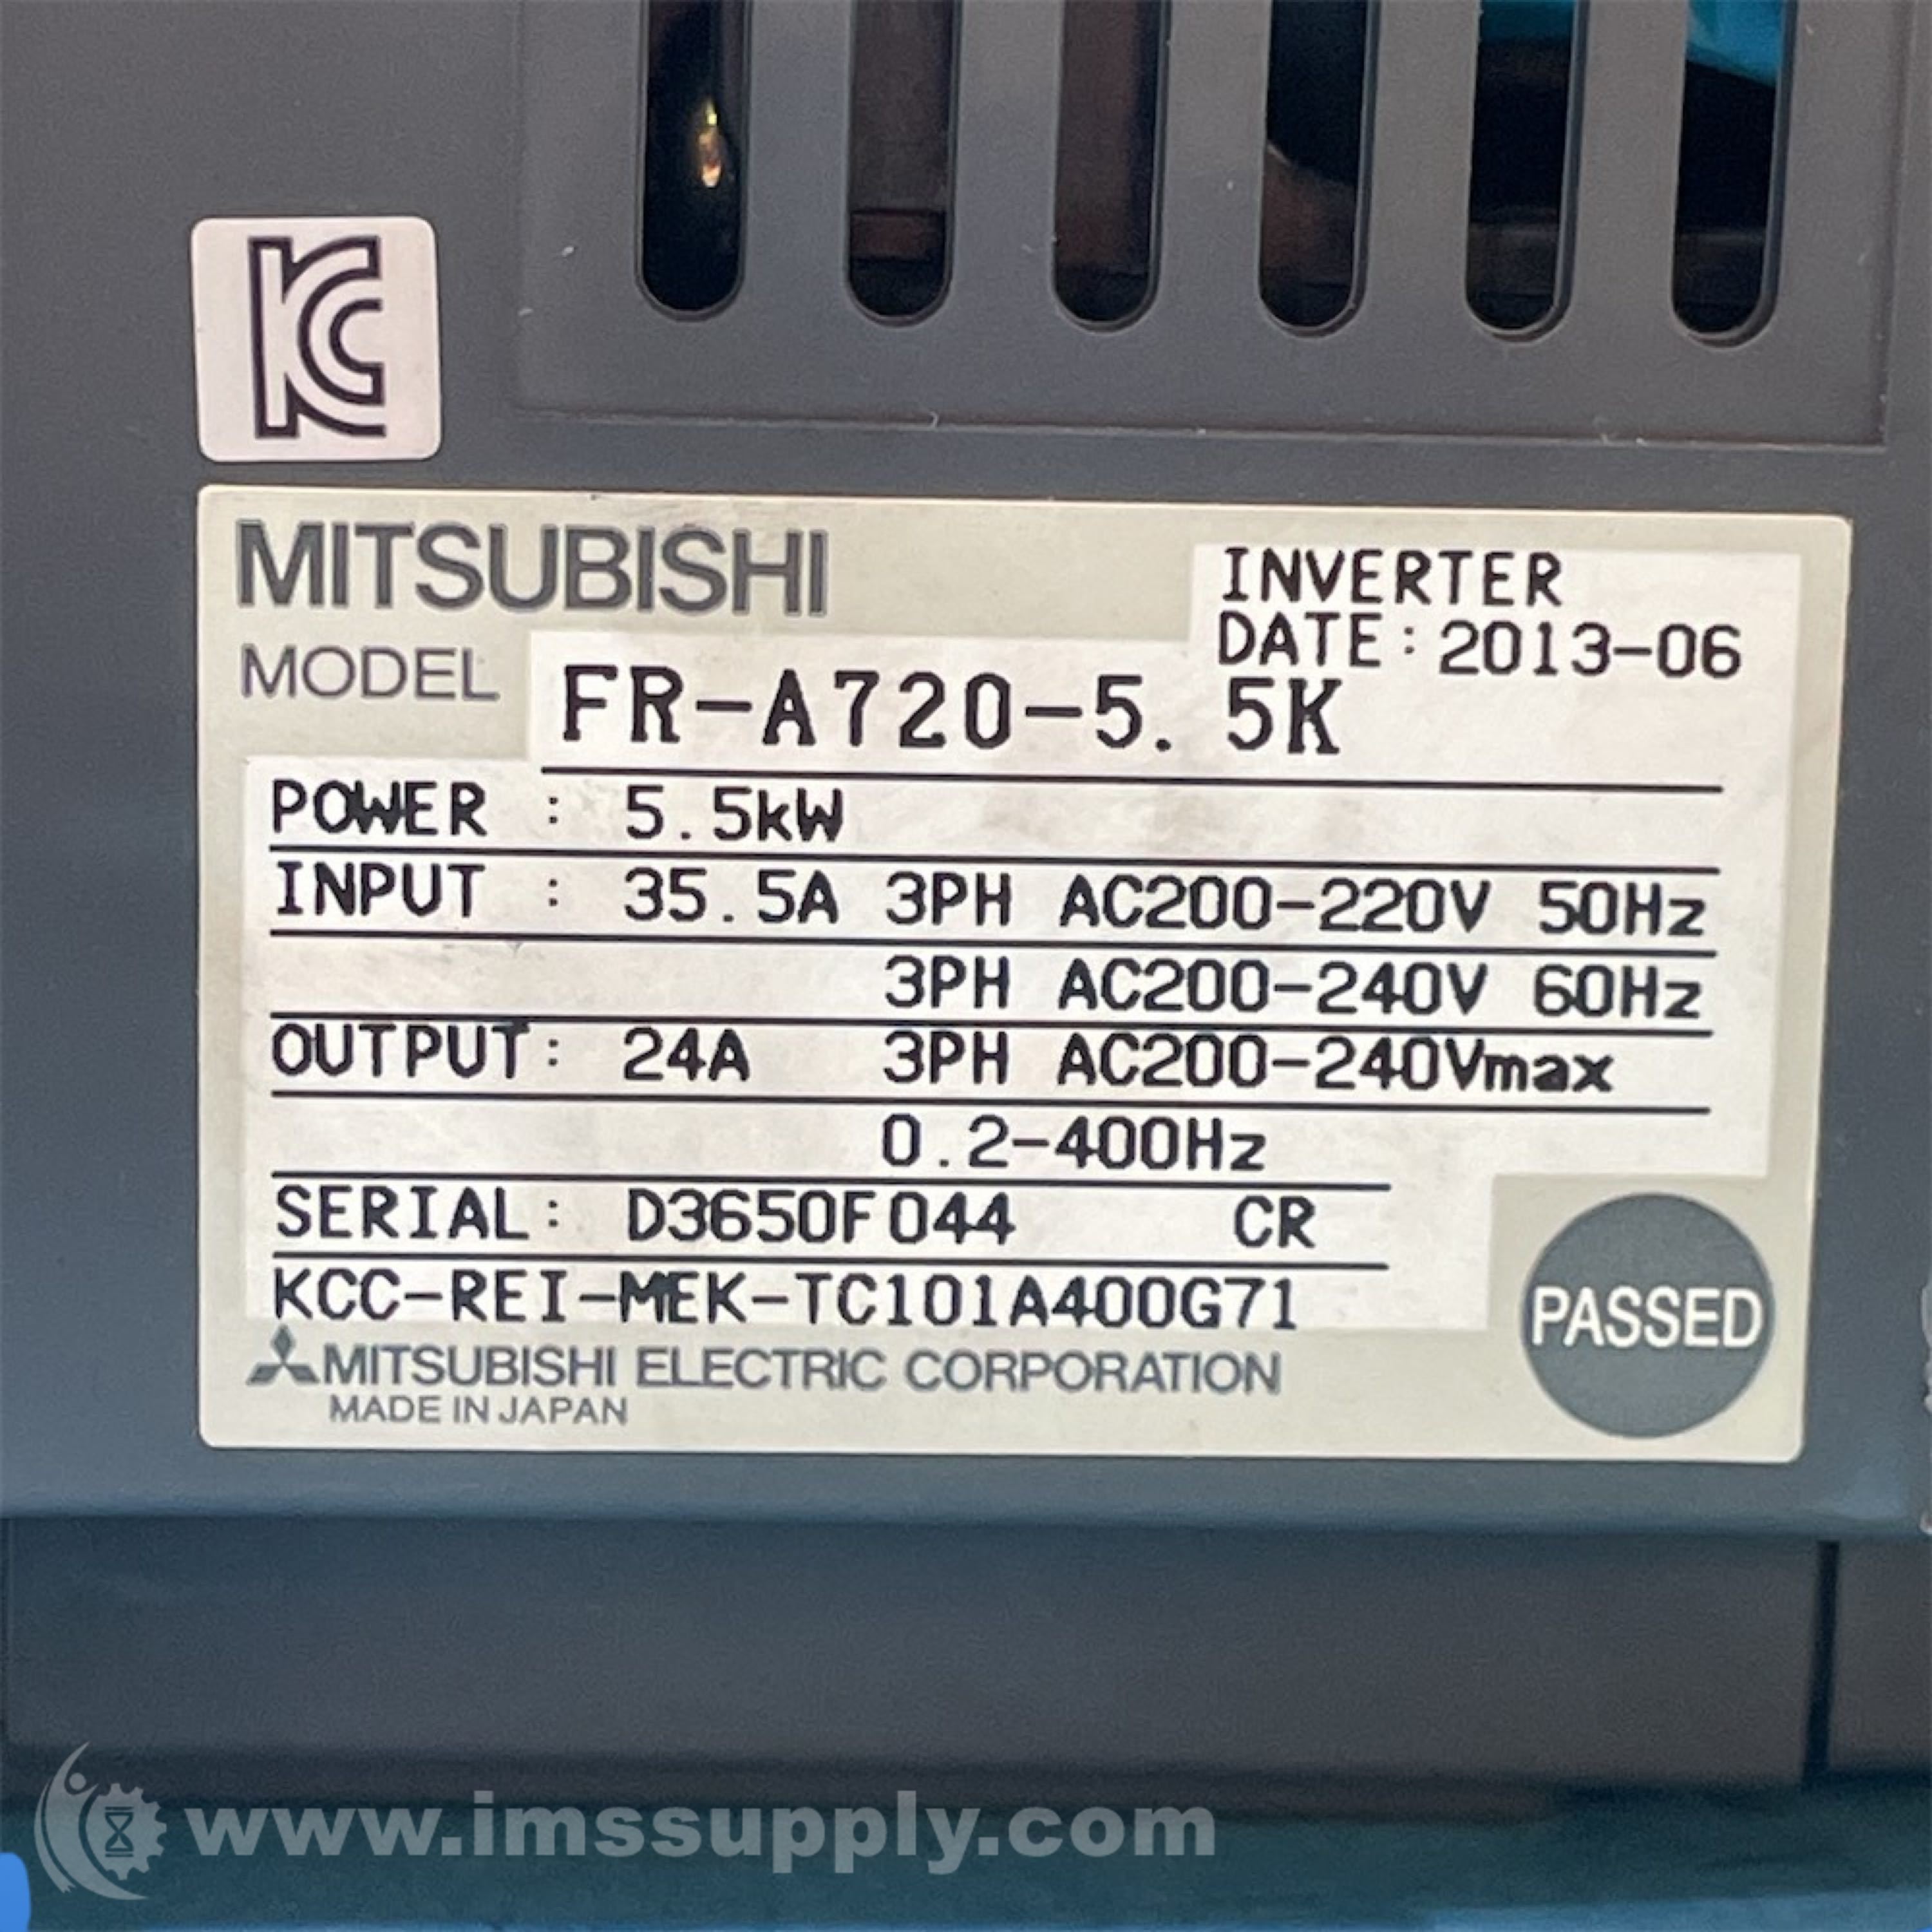 KC
MITSUBISHI
INVERTER
DATE:2013-06
MODEL FR-A720-5.5K
POWER : 5.5kW
INPUT : 35.5A 3PH AC200-220V 50Hz
3PH AC200-240V 60Hz
OUTPUT: 24A 3PH AC200-240Vmax
0.2-400Hz
SERIAL: D3650F044 CR
KCC-REI-MEK-TC101A400G71
MITSUBISHI ELECTRIC CORPORATION
MADE IN JAPAN
PASSED
www.imssupply.com